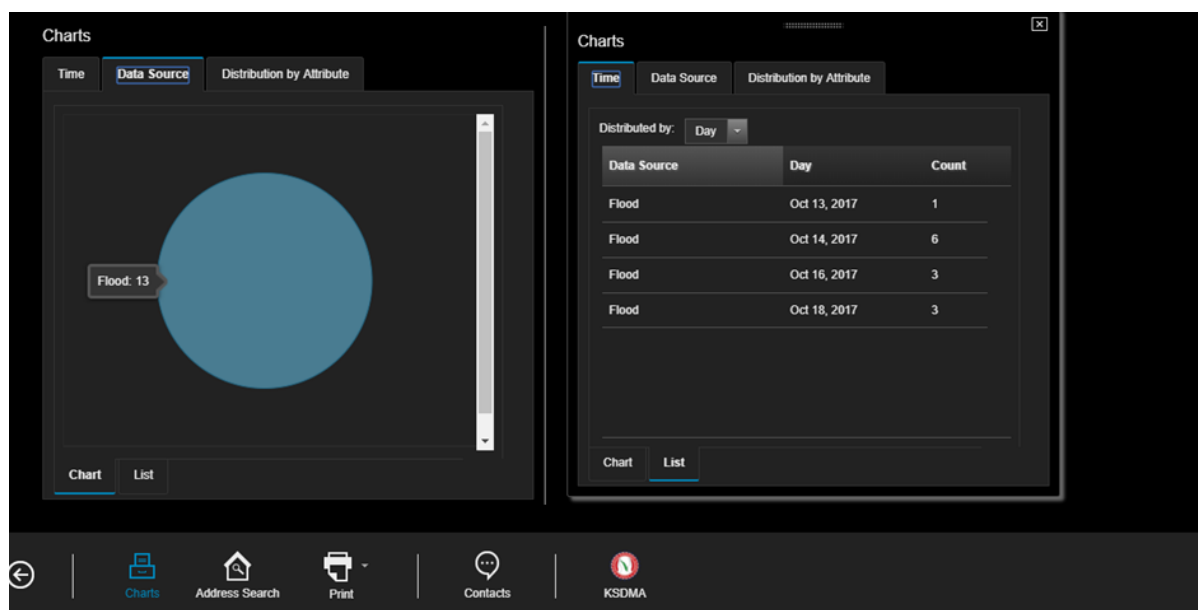 Charts
Time Data Source Distribution by Attribute
Flood: 13
Chart List
Charts
Time Data Source Distribution by Attribute
Distributed by: Day
Data Source Day Count
Flood Oct 13, 2017 1
Flood Oct 14, 2017 6
Flood Oct 16, 2017 3
Flood Oct 18, 2017 3
Chart List
Charts Address Search Print Contacts KSDMA